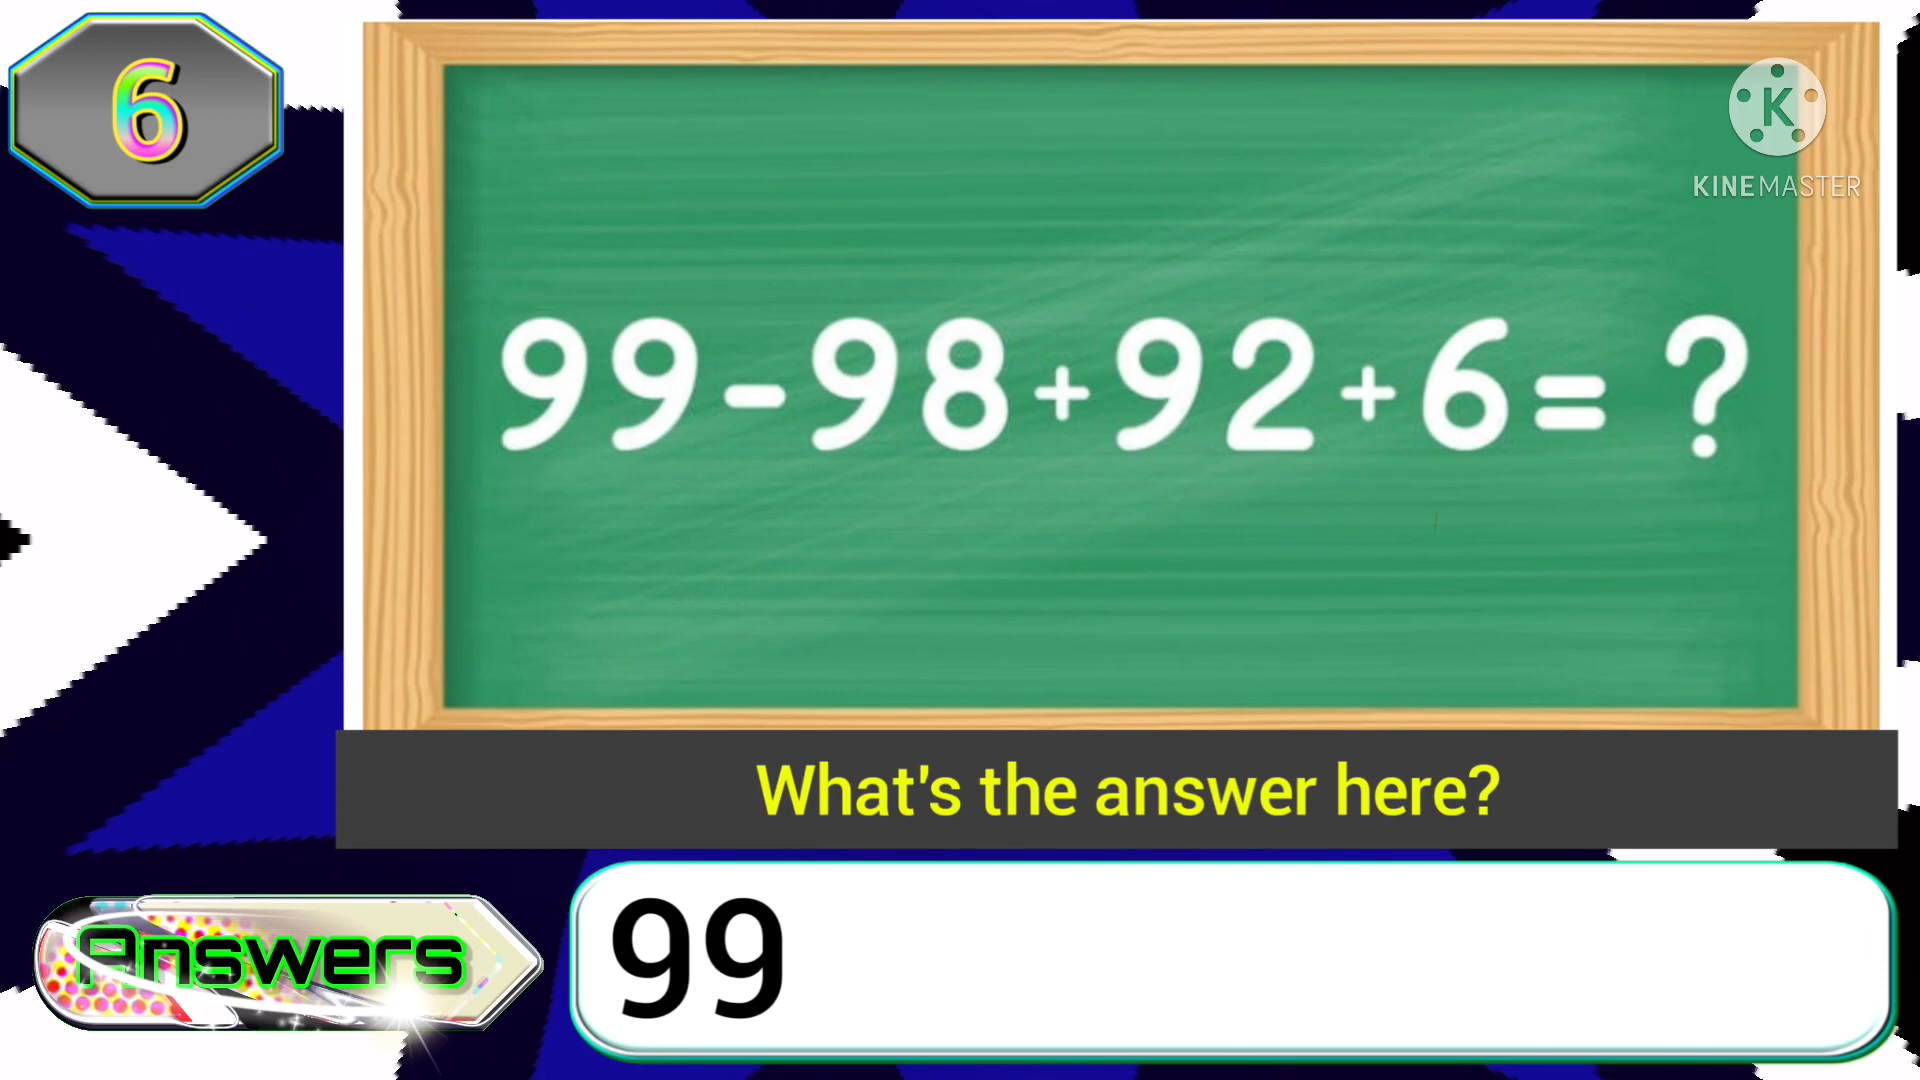 6
K
KINEMASTER
99-98+92+6= ?
What's the answer here?
Answers
99